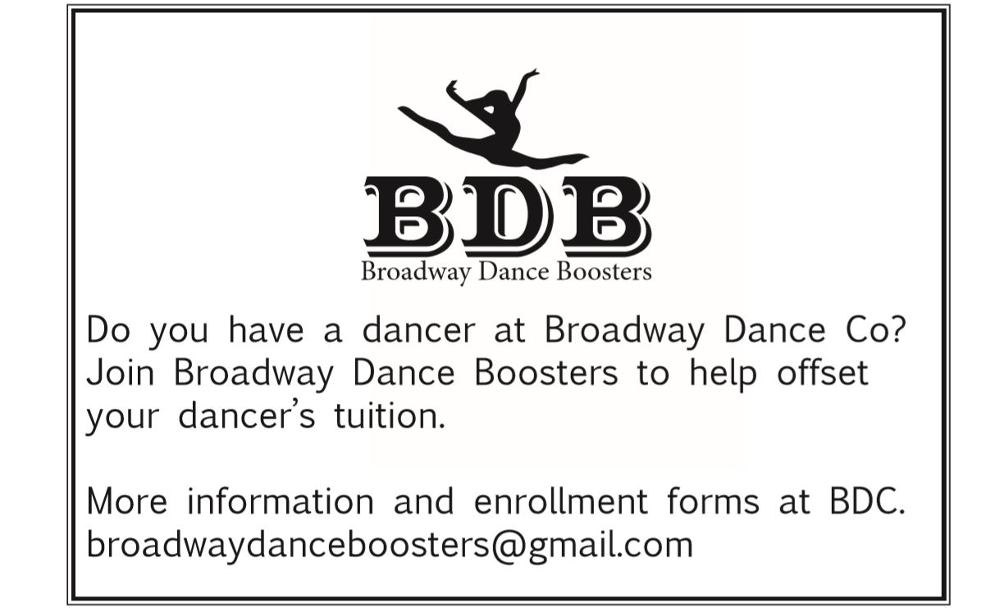 BDB
Broadway Dance Boosters
Do you have a dancer at Broadway Dance Co?
Join Broadway Dance Boosters to help offset
your dancer’s tuition.
More information and enrollment forms at BDC.
broadwaydanceboosters@gmail.com